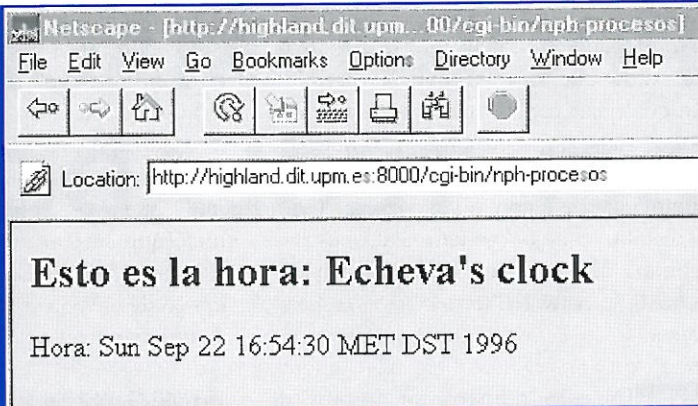 Netscape - [http://highland.dit.upm...00/cgi-bin/nph-procesos]
File Edit View Go Bookmarks Options Directory Window Help
Location: http://highland.dit.upm.es:8000/cgi-bin/nph-procesos
Esto es la hora: Echeva's clock
Hora: Sun Sep 22 16:54:30 MET DST 1996